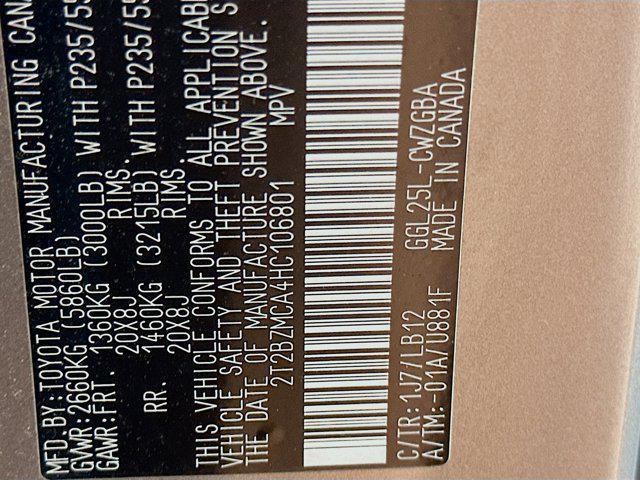 MFD.BY:TOYOTA MOTOR MANUFACTURING CAN
GVWR:2660KG (5860LB)
GAWR:FRT. 1360KG (3000LB) WITH P235/55
20X8J RIMS.
RR. 1460KG (3215LB) WITH P235/55
20X8J RIMS.
THIS VEHICLE CONFORMS TO ALL APPLICAB
VEHICLE SAFETY AND THEFT PREVENTION S
THE DATE OF MANUFACTURE SHOWN ABOVE.
2T2BZMCA4HC106801 MPV
C/TR:1J7/LB12 GGL25L-CWZGBA
A/TM:-01A/U881F MADE IN CANADA